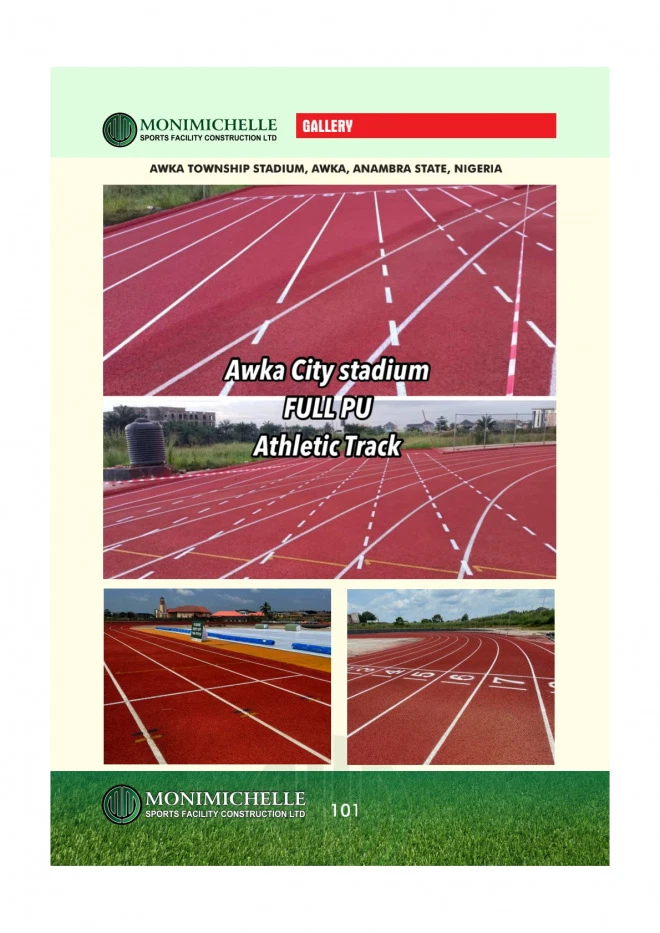 MONIMICHELLE
SPORTS FACILITY CONSTRUCTION LTD
GALLERY
AWKA TOWNSHIP STADIUM, AWKA, ANAMBRA STATE, NIGERIA
Awka City stadium
FULL PU
Athletic Track
4 5 6 7
MONIMICHELLE
SPORTS FACILITY CONSTRUCTION LTD
101